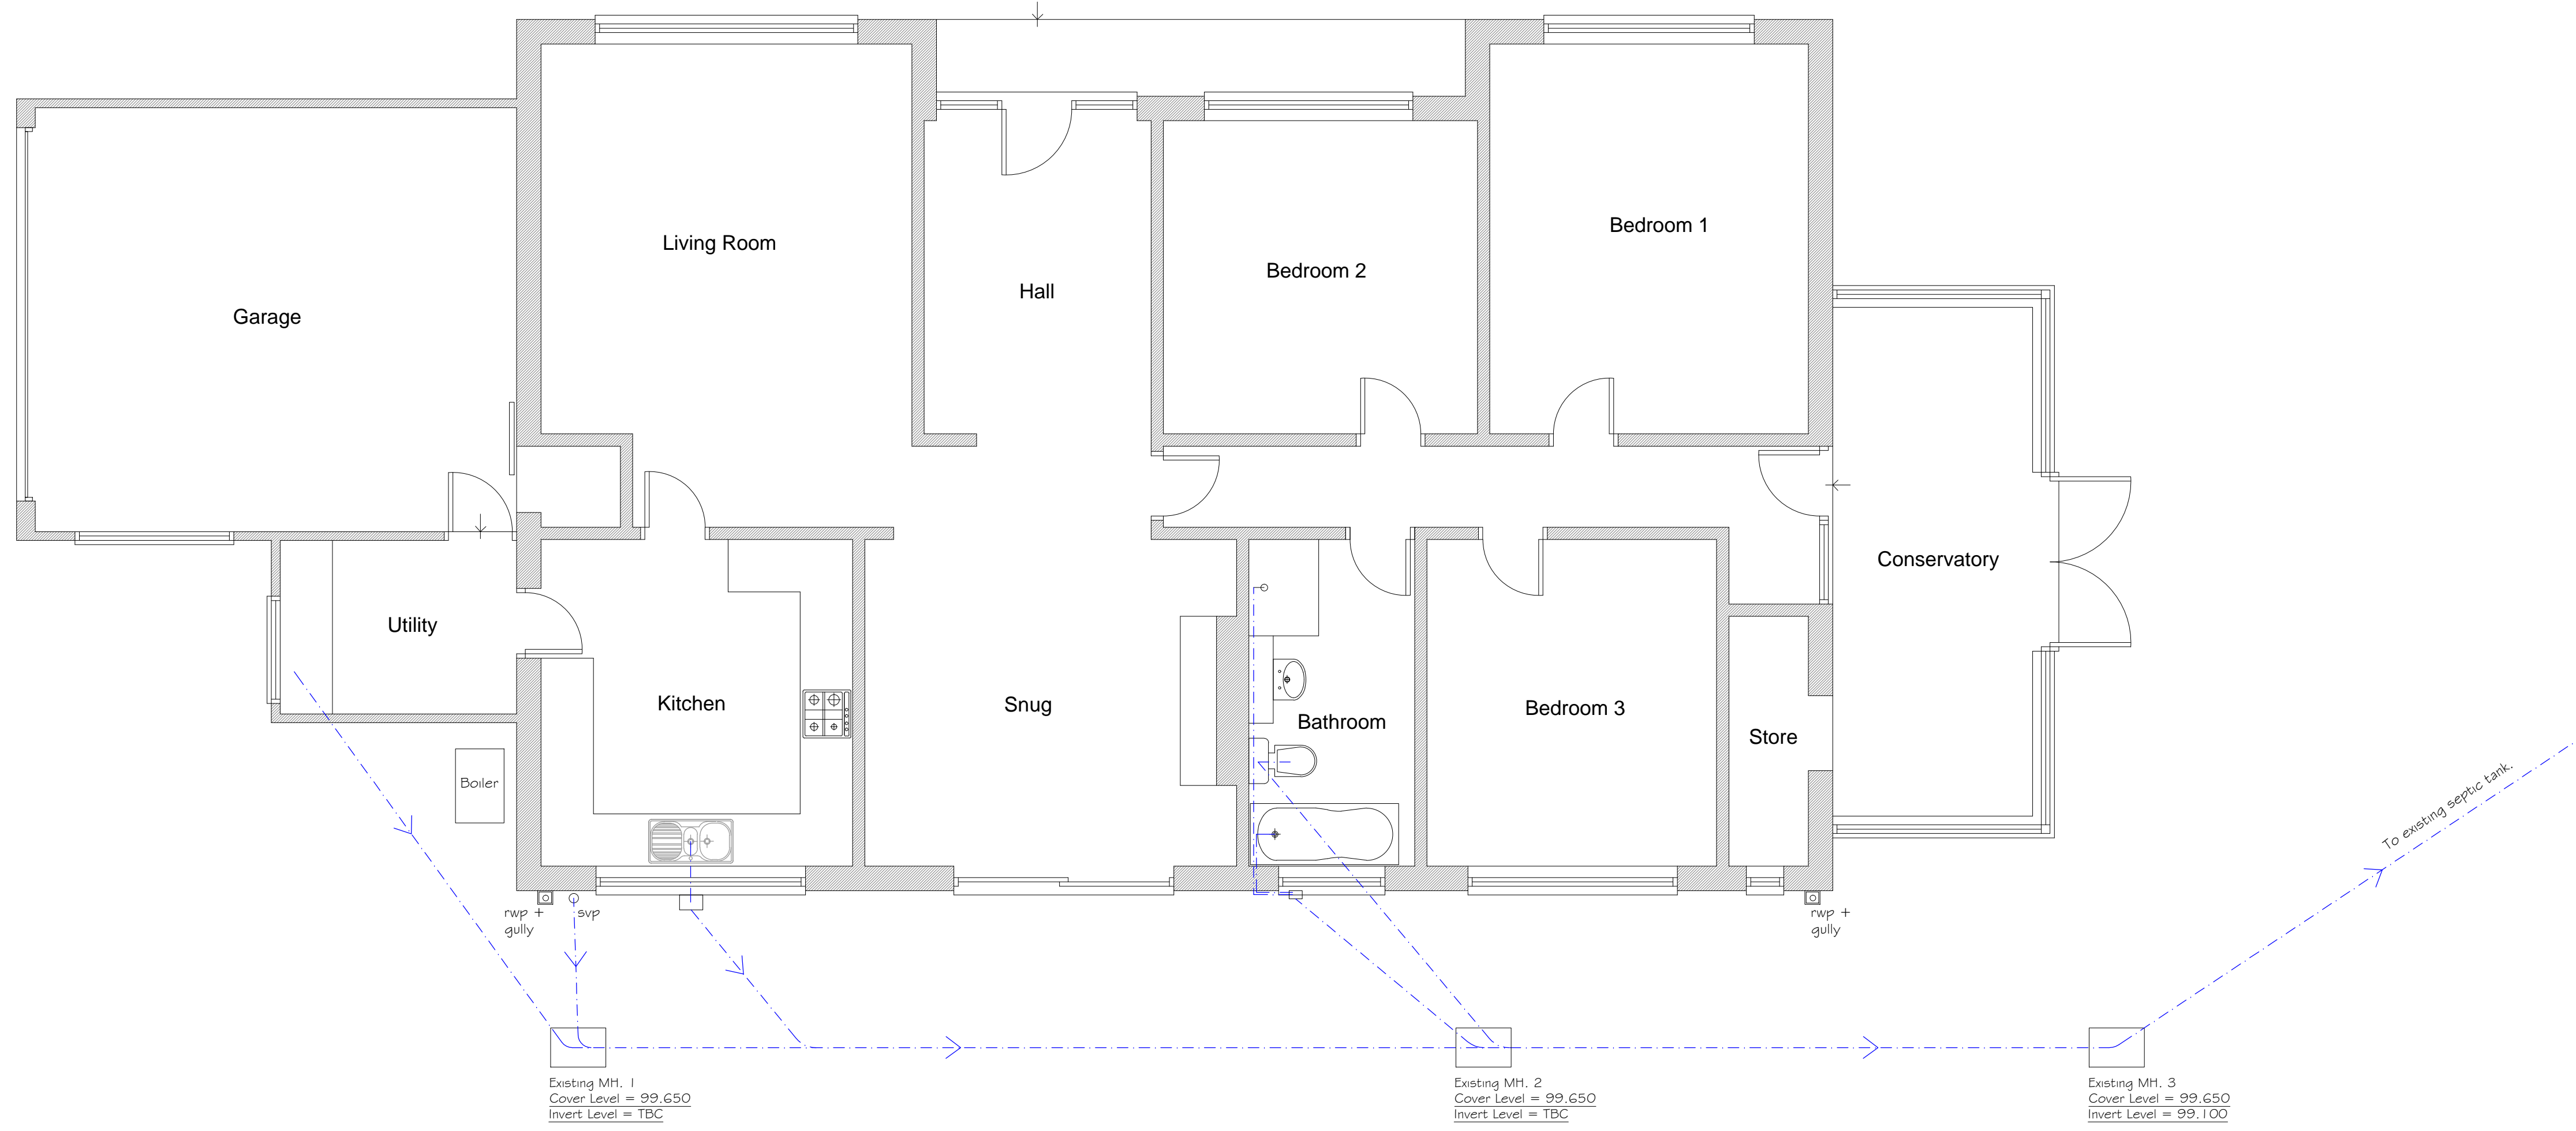 Living Room
Bedroom 1
Bedroom 2
Hall
Garage
Conservatory
Utility
Kitchen
Snug
Bedroom 3
Bathroom
Store
Boiler
To existing septic tank.
rwp +
gully
svp
rwp +
gully
Existing MH. 1
Cover Level = 99.650
Invert Level = TBC
Existing MH. 2
Cover Level = 99.650
Invert Level = TBC
Existing MH. 3
Cover Level = 99.650
Invert Level = 99.100